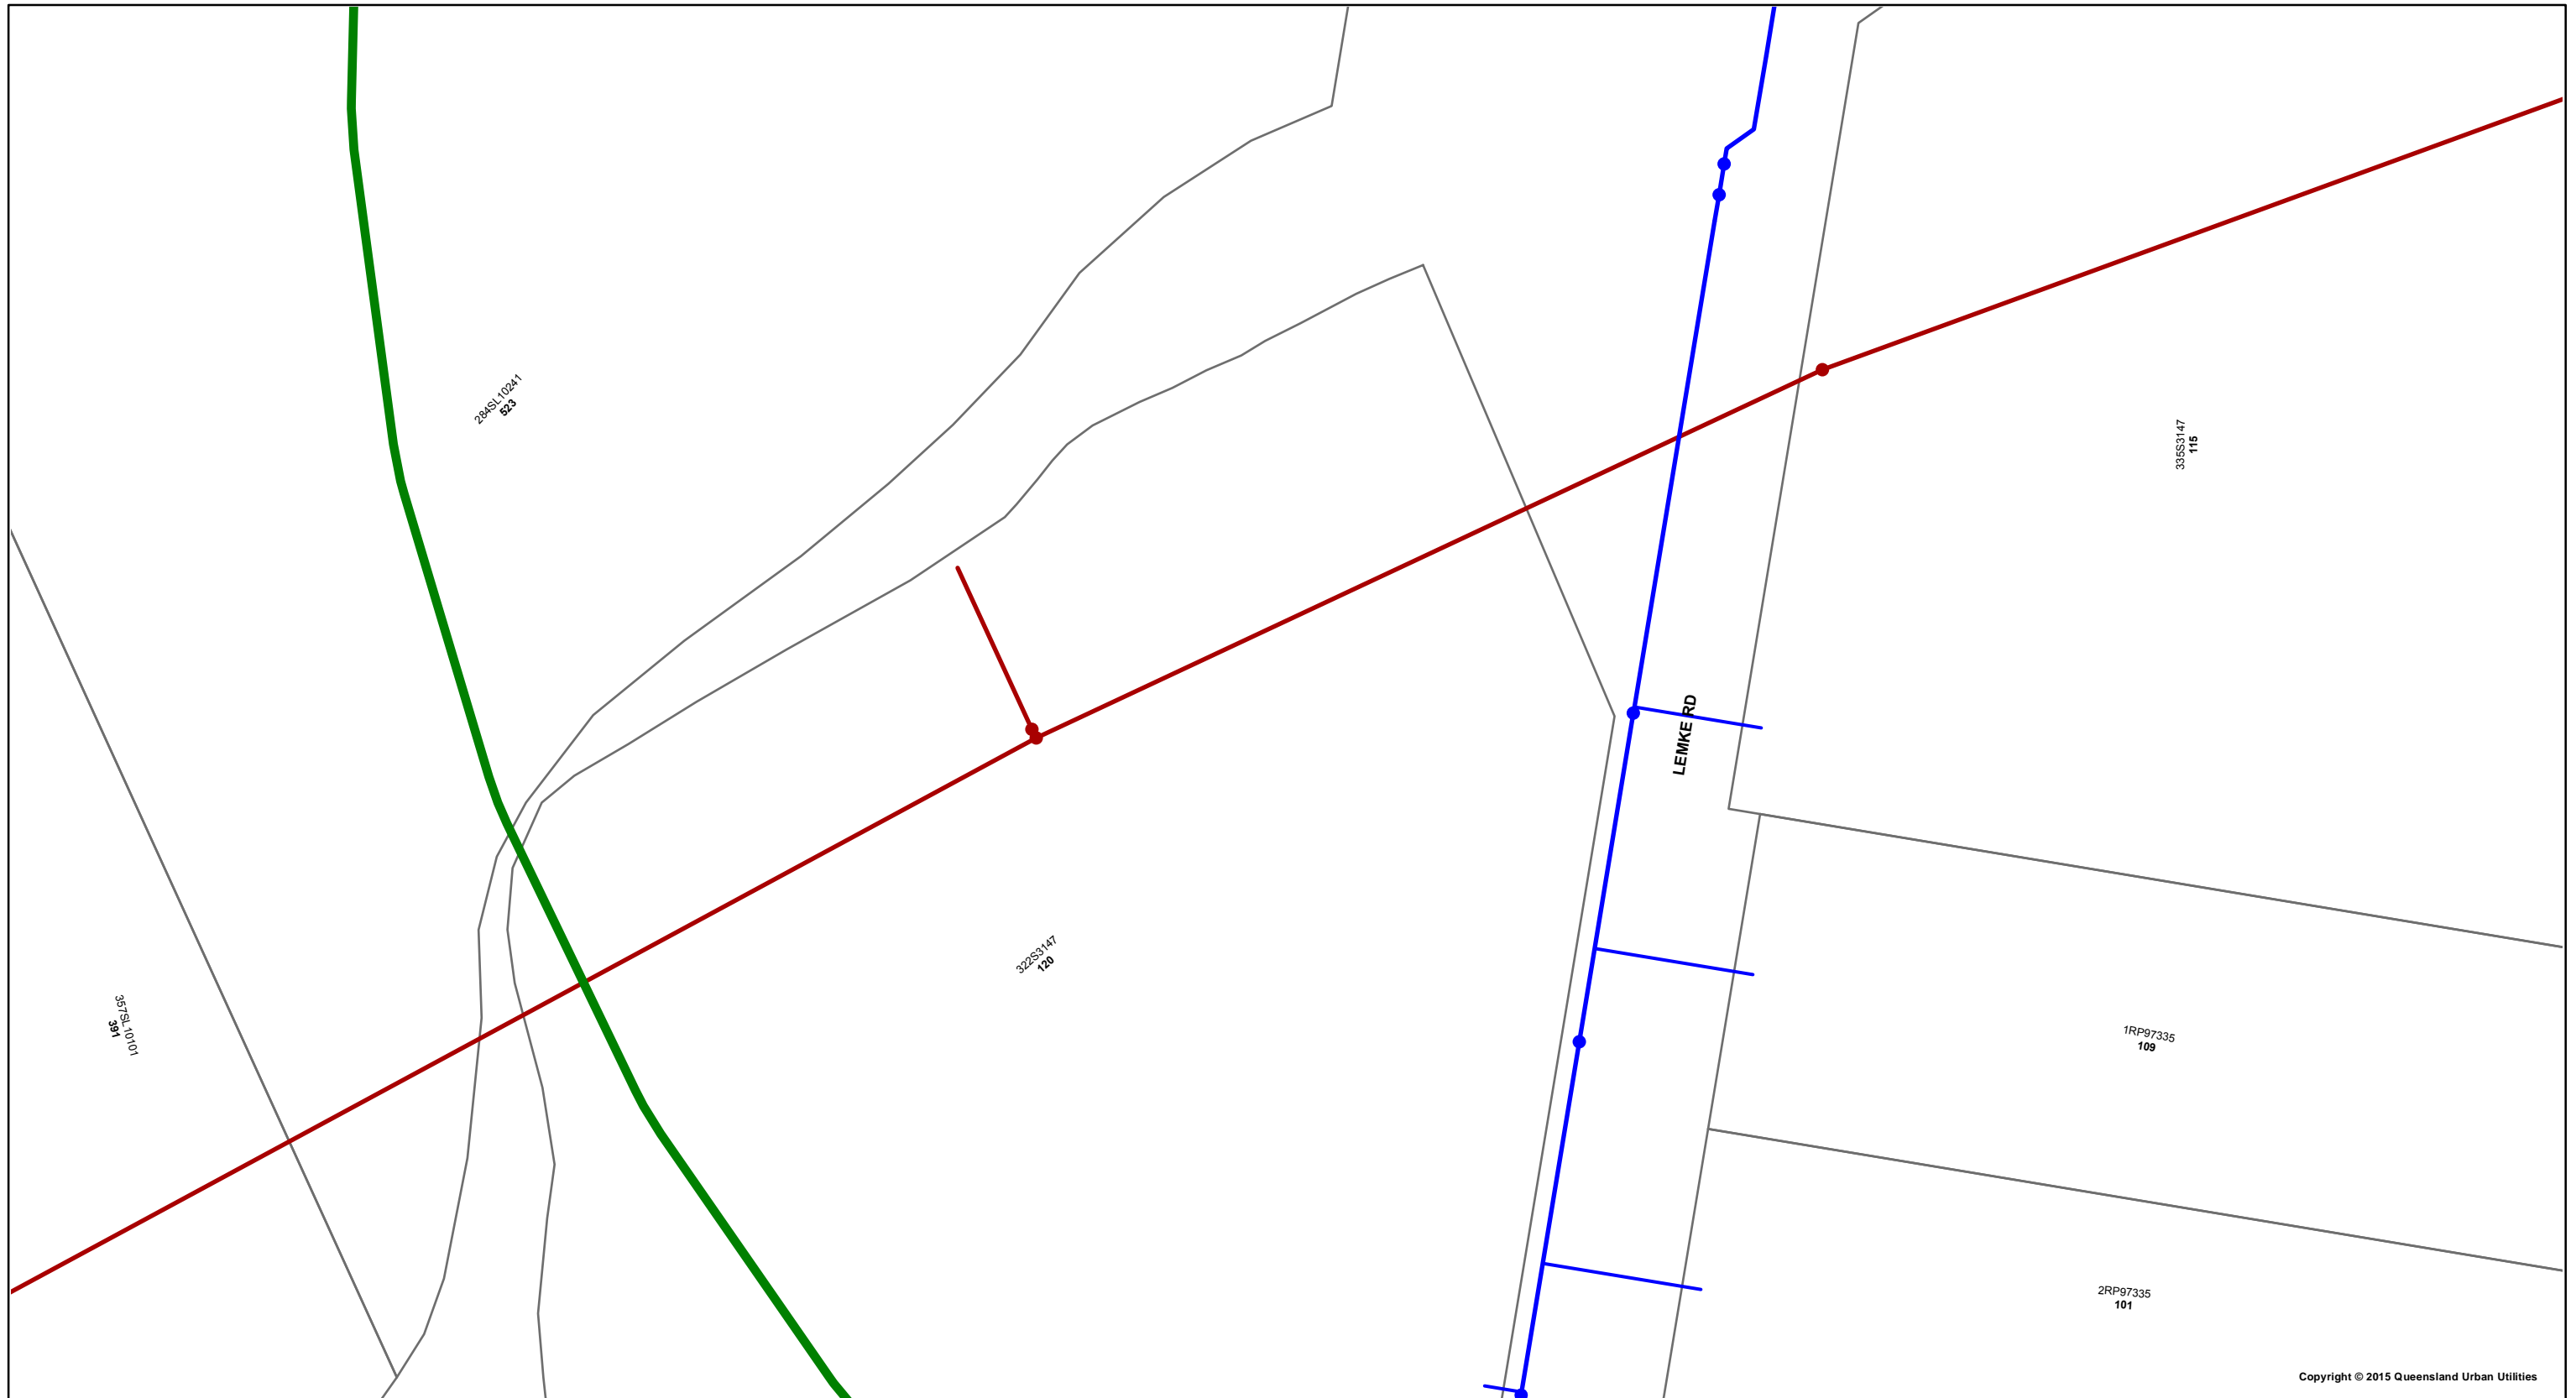 284SL10241
523
335S3147
115
LEMKE RD
322S3147
120
357SL10101
391
1RP97335
109
2RP97335
101
Copyright © 2015 Queensland Urban Utilities